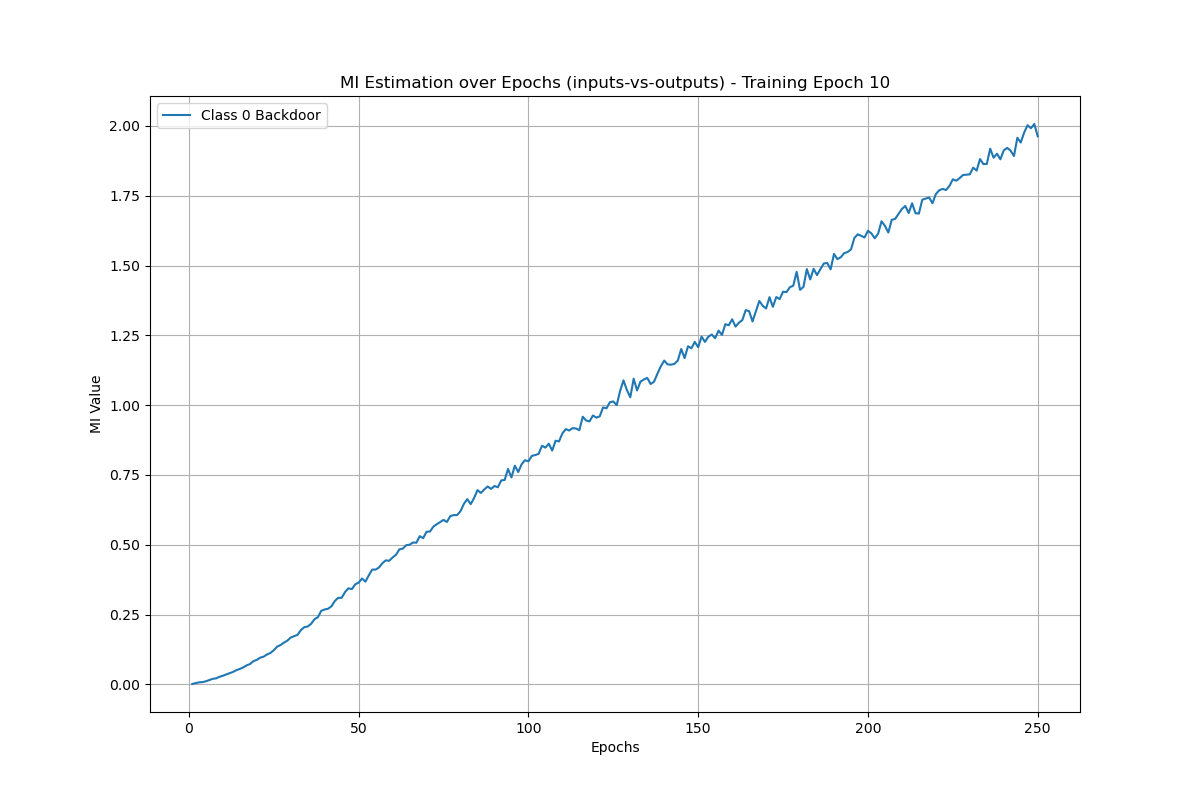 MI Estimation over Epochs (inputs-vs-outputs) - Training Epoch 10
Class 0 Backdoor
2.00
1.75
1.50
1.25
1.00
0.75
0.50
0.25
0.00
MI Value
0 50 100 150 200 250
Epochs